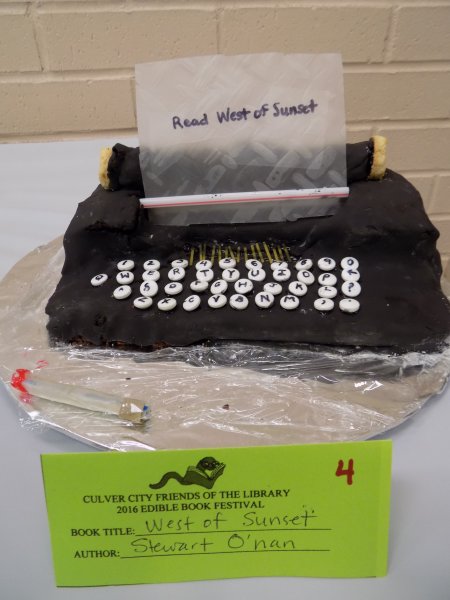 Read West of Sunset
4
CULVER CITY FRIENDS OF THE LIBRARY
2016 EDIBLE BOOK FESTIVAL
BOOK TITLE: West of Sunset
AUTHOR: Stewart O'nan